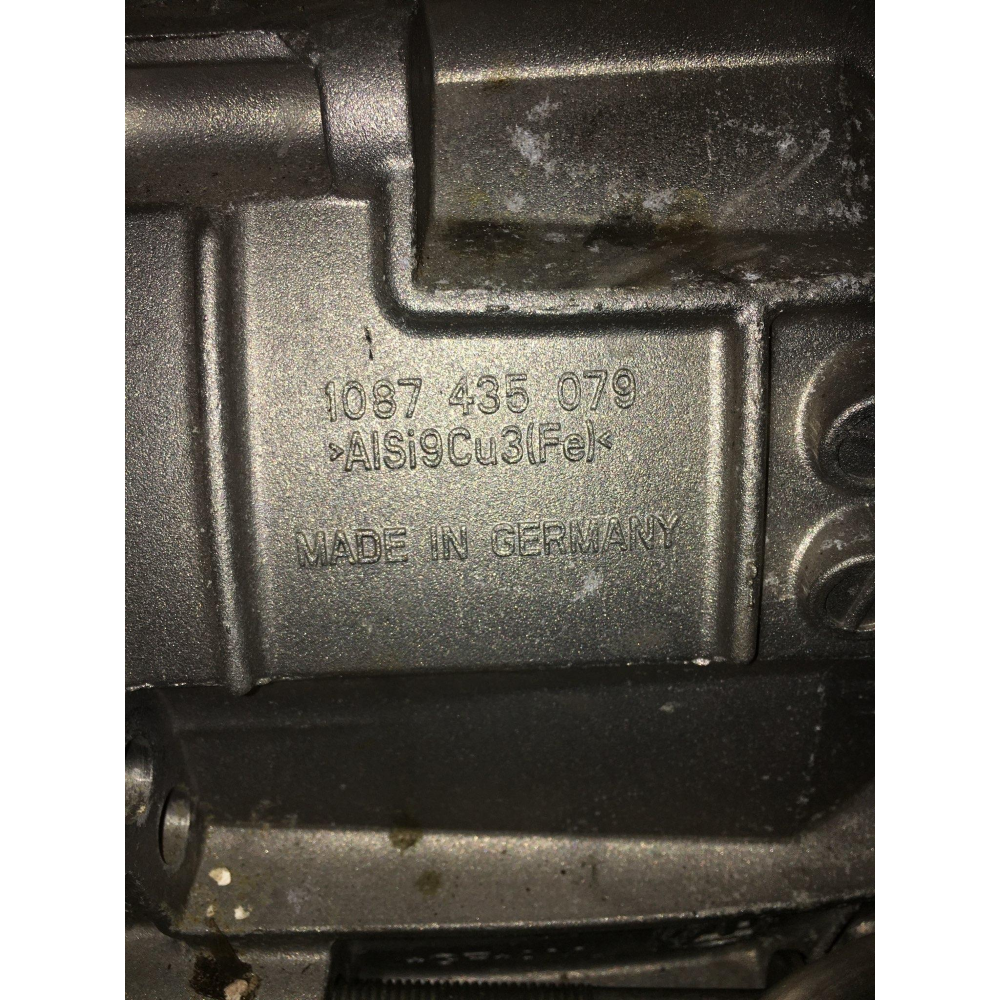 1087 435 079
>AlSi9Cu3(Fe)<
MADE IN GERMANY